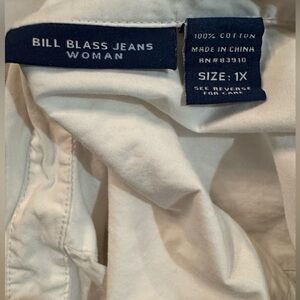 BILL BLASS JEANS
WOMAN
100% COTTON
MADE IN CHINA
RN#83910
SIZE: 1X
SEE REVERSE
FOR CARE